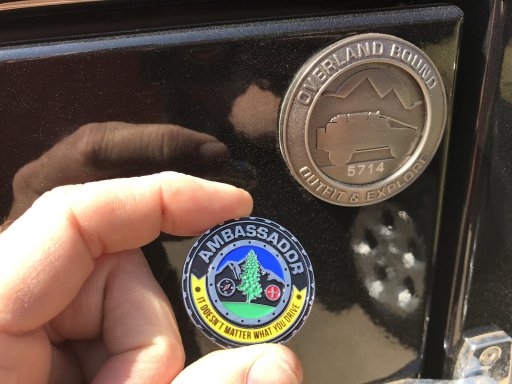 OVERLAND BOUND
5714
OUTFIT & EXPLORE
AMBASSADOR
IT DOESN'T MATTER WHAT YOU DRIVE